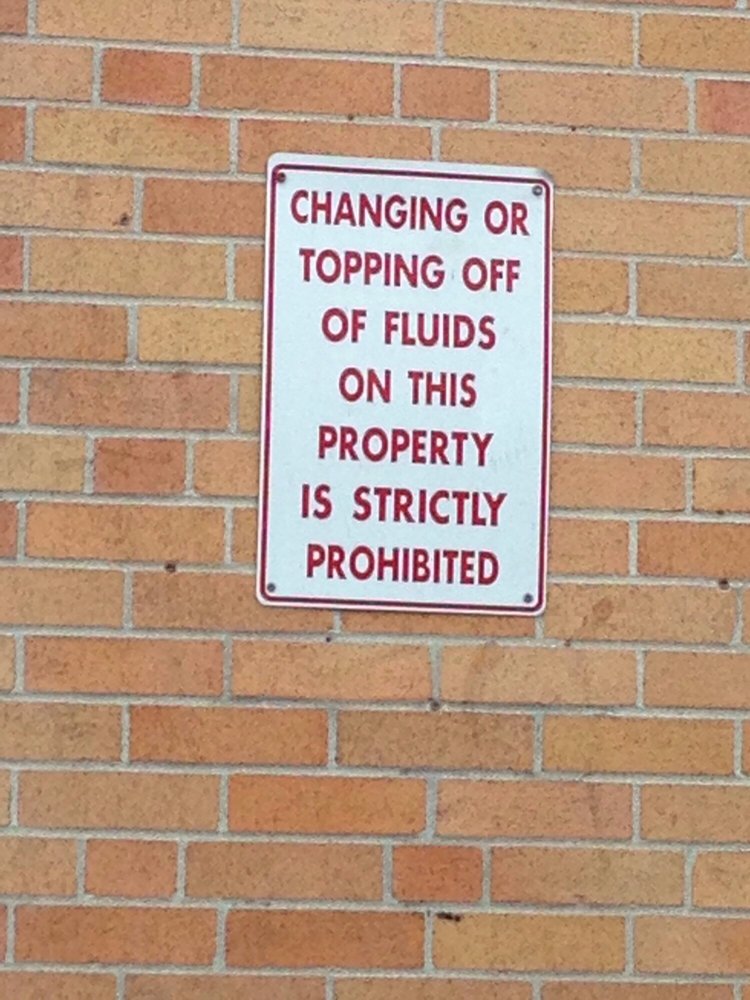 CHANGING OR
TOPPING OFF
OF FLUIDS
ON THIS
PROPERTY
IS STRICTLY
PROHIBITED